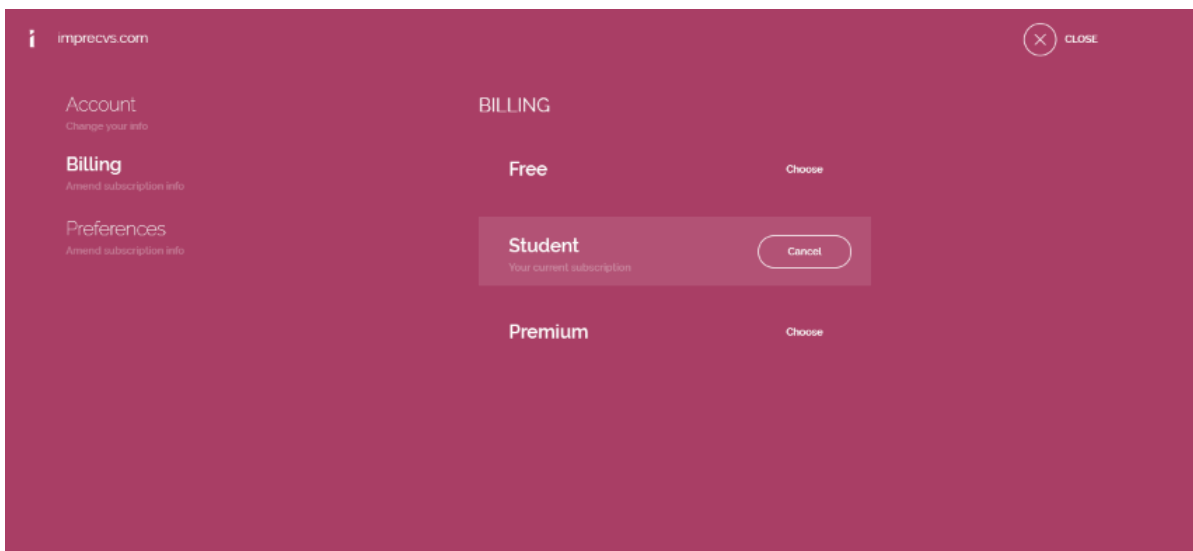 i imprecvs.com
CLOSE
Account
Change your info
Billing
Amend subscription info
Preferences
Amend subscription info
BILLING
Free
Choose
Student
Your current subscription
Cancel
Premium
Choose